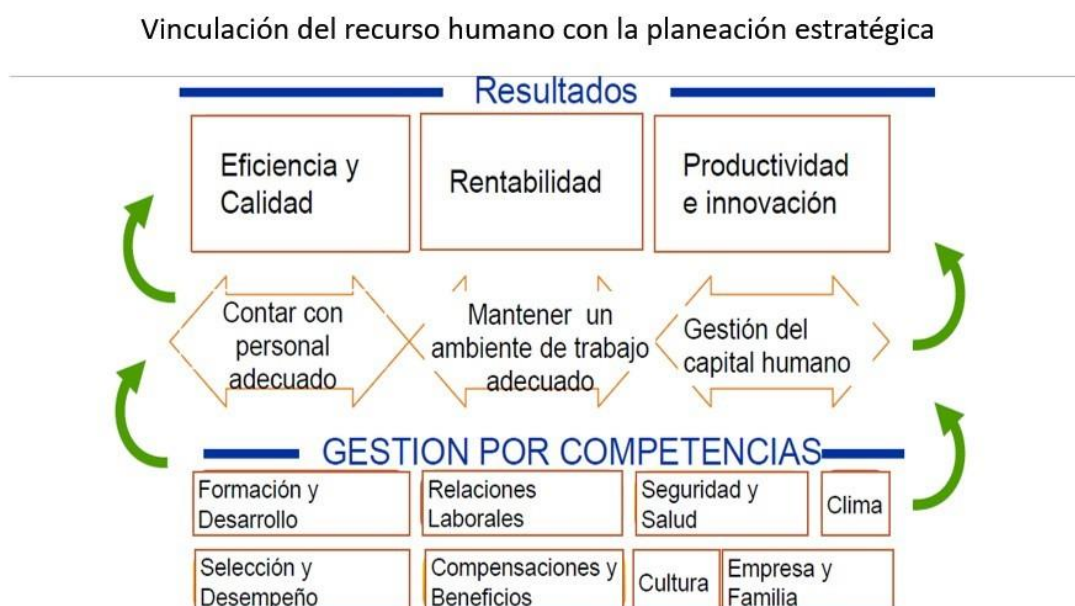 Vinculación del recurso humano con la planeación estratégica
Resultados
Eficiencia y
Calidad
Rentabilidad
Productividad
e innovación
Contar con
personal
adecuado
Mantener un
ambiente de trabajo
adecuado
Gestión del
capital humano
GESTION POR COMPETENCIAS
Formación y
Desarrollo
Relaciones
Laborales
Seguridad y
Salud
Clima
Selección y
Desempeño
Compensaciones y
Beneficios
Cultura
Empresa y
Familia